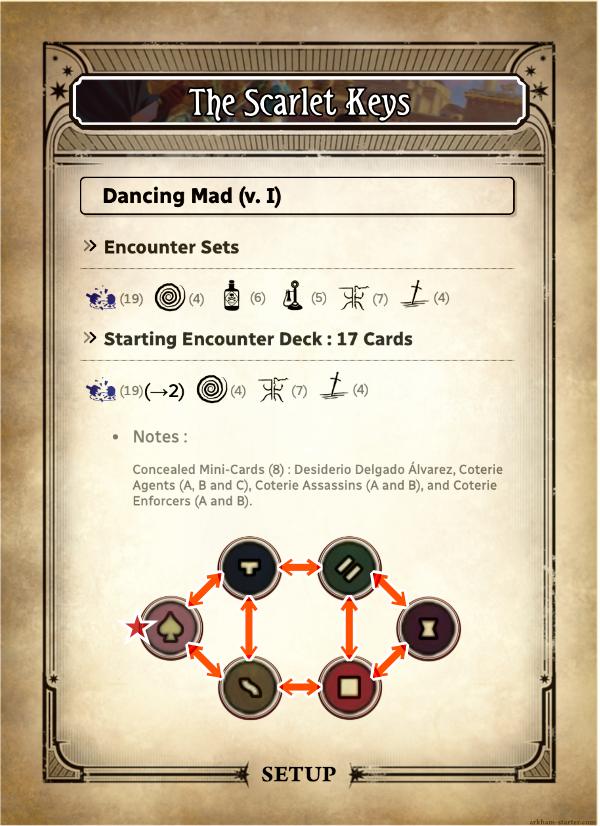 The Scarlet Keys
Dancing Mad (v. I)
Encounter Sets
(19) (4) (6) (5) (7) (4)
Starting Encounter Deck : 17 Cards
(19)(→2) (4) (7) (4)
• Notes :
Concealed Mini-Cards (8) : Desiderio Delgado Álvarez, Coterie
Agents (A, B and C), Coterie Assassins (A and B), and Coterie
Enforcers (A and B).
SETUP
arkham-starter.com